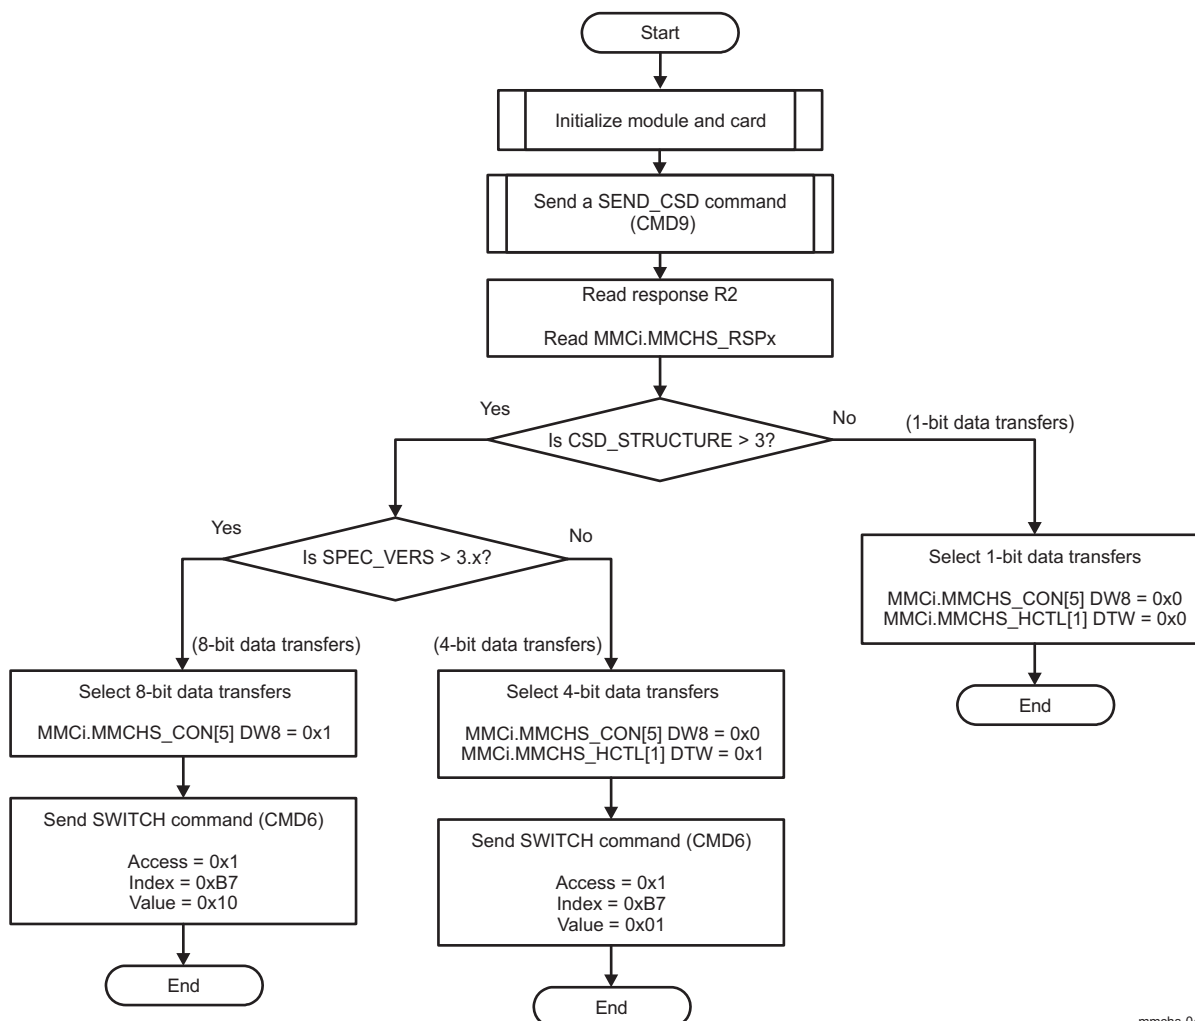 Start
Initialize module and card
Send a SEND_CSD command
(CMD9)
Read response R2
Read MMCi.MMCHS_RSPx
Yes
No
(1-bit data transfers)
Is CSD_STRUCTURE > 3?
Yes
No
Is SPEC_VERS > 3.x?
Select 1-bit data transfers
MMCi.MMCHS_CON[5] DW8 = 0x0
MMCi.MMCHS_HCTL[1] DTW = 0x0
End
(8-bit data transfers)
(4-bit data transfers)
Select 8-bit data transfers
MMCi.MMCHS_CON[5] DW8 = 0x1
Select 4-bit data transfers
MMCi.MMCHS_CON[5] DW8 = 0x0
MMCi.MMCHS_HCTL[1] DTW = 0x1
Send SWITCH command (CMD6)
Access = 0x1
Index = 0xB7
Value = 0x10
Send SWITCH command (CMD6)
Access = 0x1
Index = 0xB7
Value = 0x01
End
End